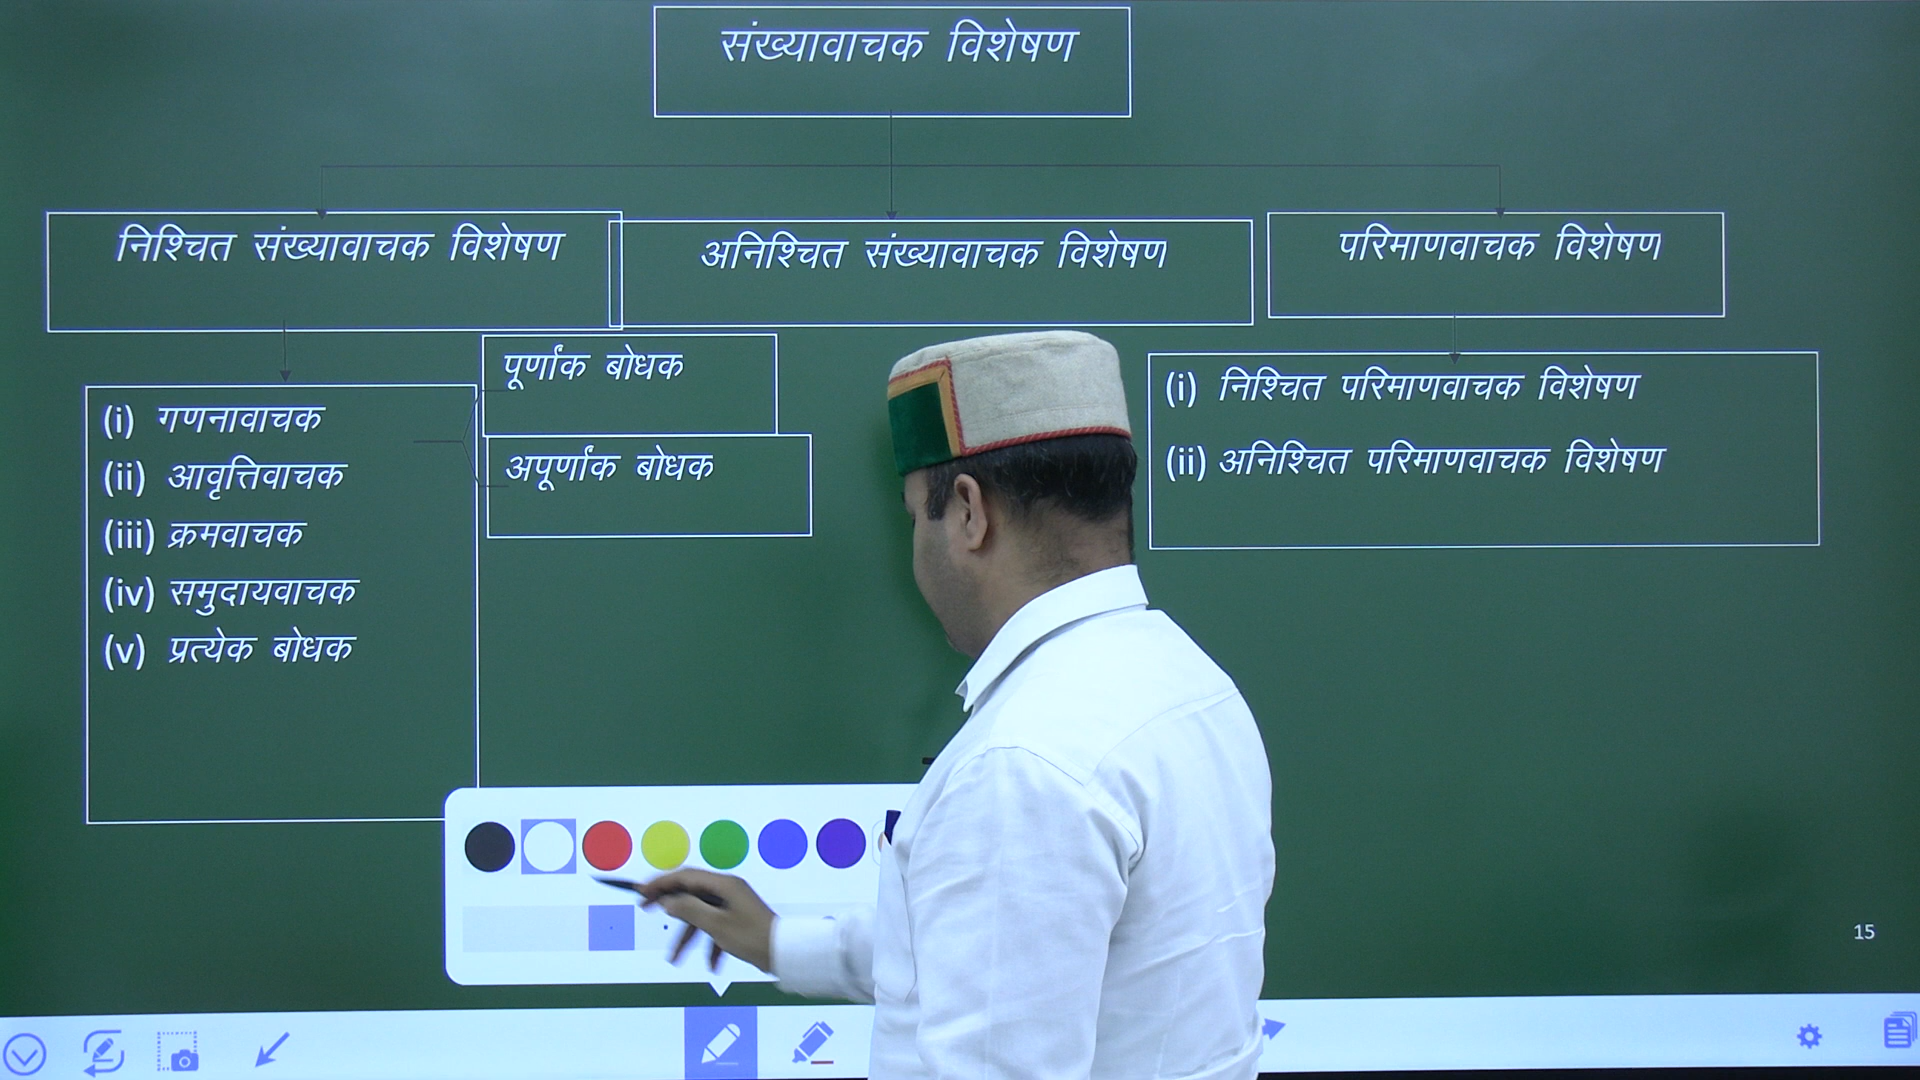 संख्यावाचक विशेषण
निश्चित संख्यावाचक विशेषण
अनिश्चित संख्यावाचक विशेषण
परिमाणवाचक विशेषण
(i) गणनावाचक
(ii) आवृत्तिवाचक
(iii) क्रमवाचक
(iv) समुदायवाचक
(v) प्रत्येक बोधक
पूर्णांक बोधक
अपूर्णांक बोधक
(i) निश्चित परिमाणवाचक विशेषण
(ii) अनिश्चित परिमाणवाचक विशेषण
15